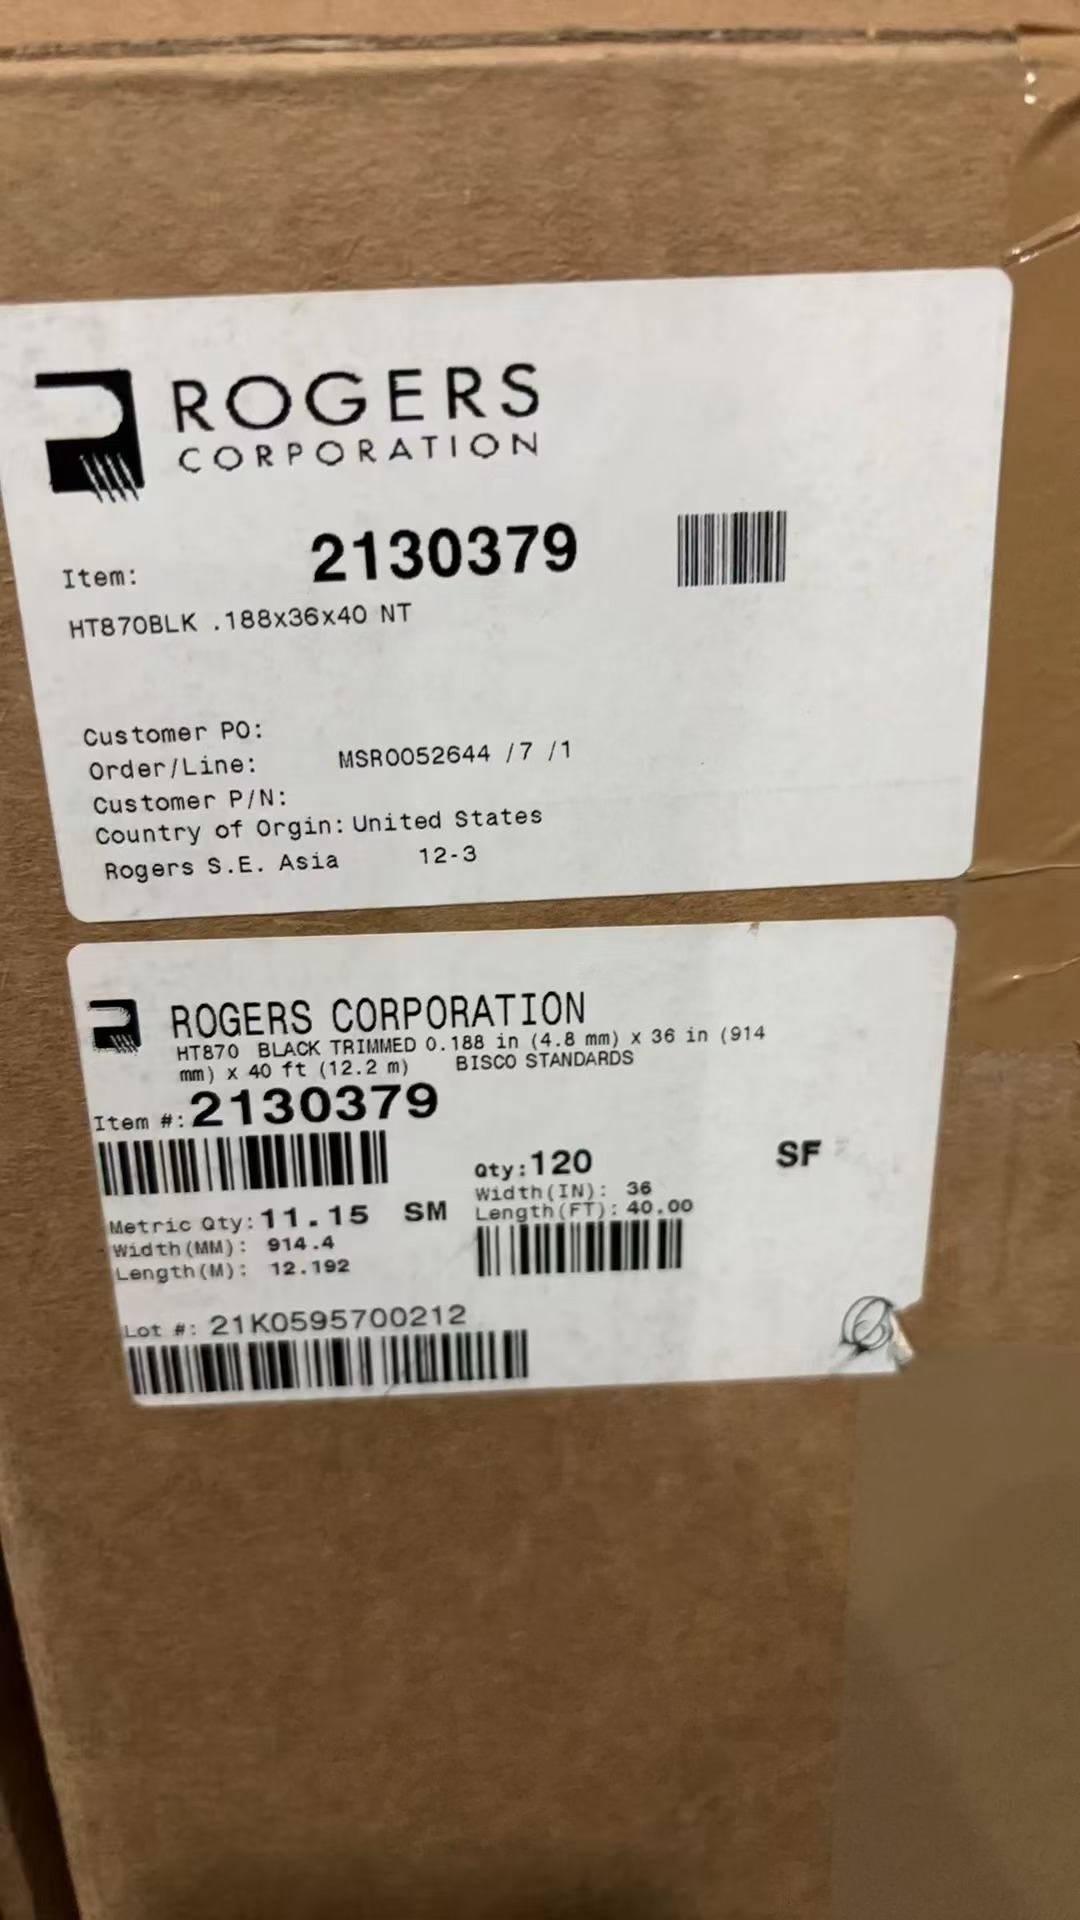 ROGERS
CORPORATION
Item: 2130379
HT870BLK .188x36x40 NT
Customer PO:
Order/Line: MSR0052644 /7 /1
Customer P/N:
Country of Orgin: United States
Rogers S.E. Asia 12-3
ROGERS CORPORATION
HT870 BLACK TRIMMED 0.188 in (4.8 mm) x 36 in (914
mm) x 40 ft (12.2 m) BISCO STANDARDS
Item #: 2130379
Qty: 120 SF
Width(IN): 36
Length(FT): 40.00
Metric Qty: 11.15 SM
Width(MM): 914.4
Length(M): 12.192
Lot #: 21K0595700212